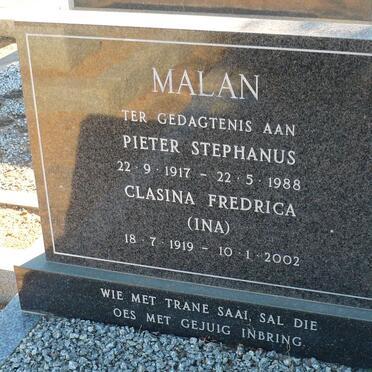 MALAN
TER GEDAGTENIS AAN
PIETER STEPHANUS
22 · 9 · 1917 - 22 · 5 · 1988
CLASINA FREDRICA
(INA)
18 · 7 · 1919 - 10 · 1 · 2002
WIE MET TRANE SAAI, SAL DIE
OES MET GEJUIG INBRING.